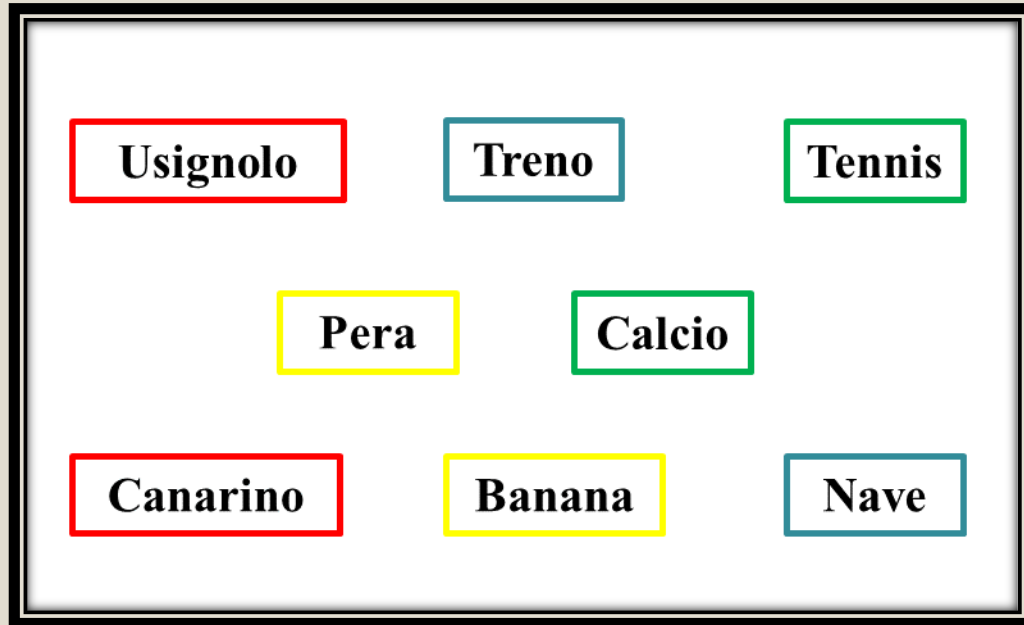 Usignolo
Treno
Tennis
Pera
Calcio
Canarino
Banana
Nave